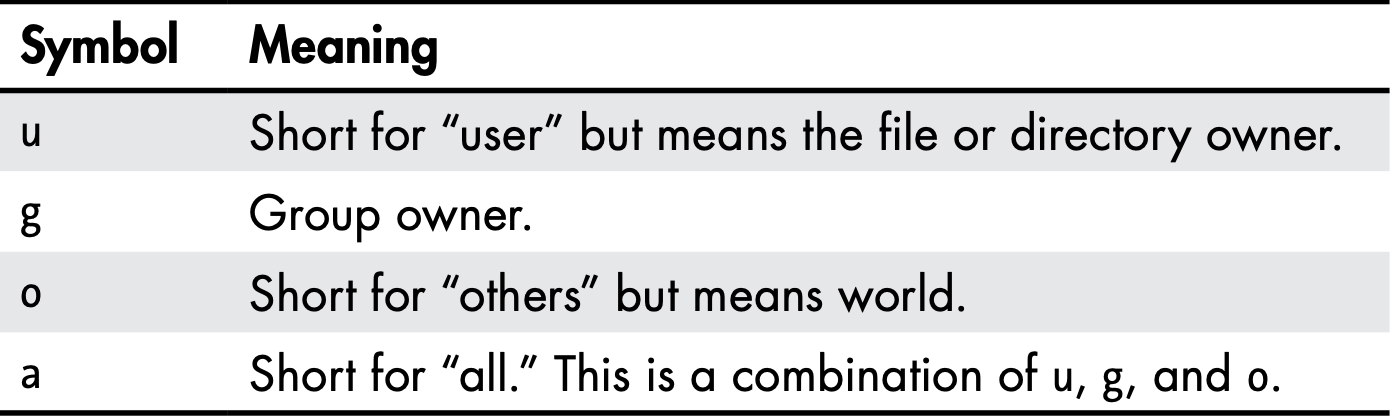 Symbol Meaning
u Short for “user” but means the file or directory owner.
g Group owner.
o Short for “others” but means world.
a Short for “all.” This is a combination of u, g, and o.